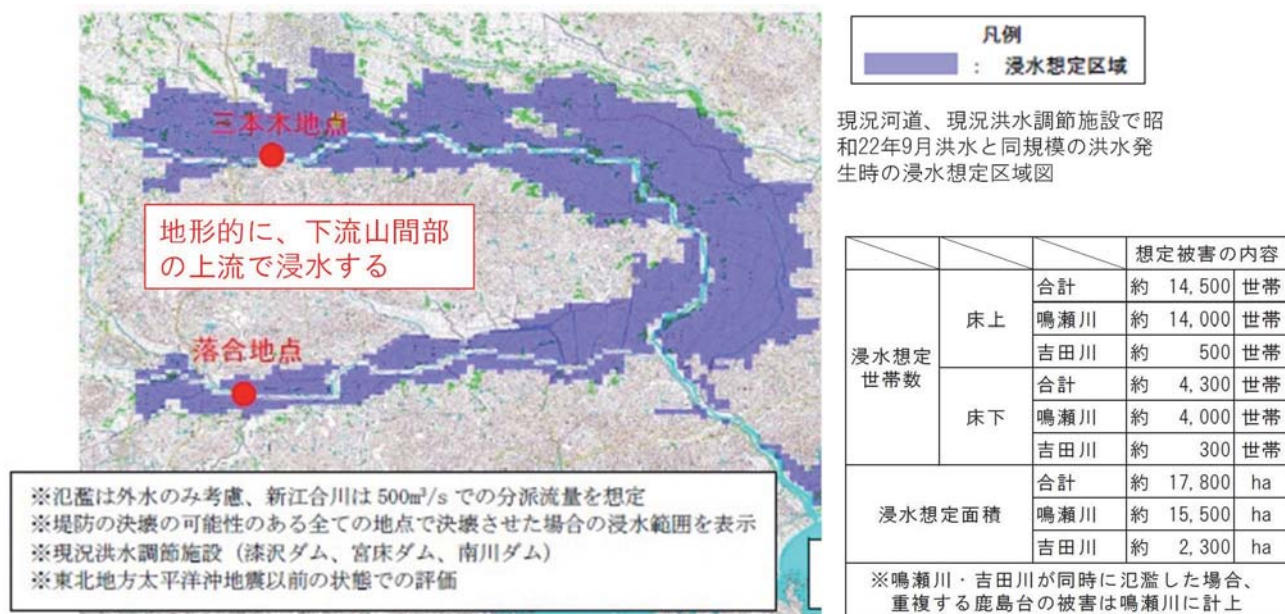 三本木地点
地形的に、下流山間部
の上流で浸水する
落合地点
※氾濫は外水のみ考慮、新江合川は500m³/sでの分派流量を想定
※堤防の決壊の可能性のある全ての地点で決壊させた場合の浸水範囲を表示
※現況洪水調節施設（漆沢ダム、宮床ダム、南川ダム）
※東北地方太平洋沖地震以前の状態での評価
凡例
： 浸水想定区域
現況河道、現況洪水調節施設で昭
和22年9月洪水と同規模の洪水発
生時の浸水想定区域図
想定被害の内容
浸水想定
世帯数
床上
合計 約 14,500 世帯
鳴瀬川 約 14,000 世帯
吉田川 約 500 世帯
床下
合計 約 4,300 世帯
鳴瀬川 約 4,000 世帯
吉田川 約 300 世帯
浸水想定面積
合計 約 17,800 ha
鳴瀬川 約 15,500 ha
吉田川 約 2,300 ha
※鳴瀬川・吉田川が同時に氾濫した場合、
重複する鹿島台の被害は鳴瀬川に計上